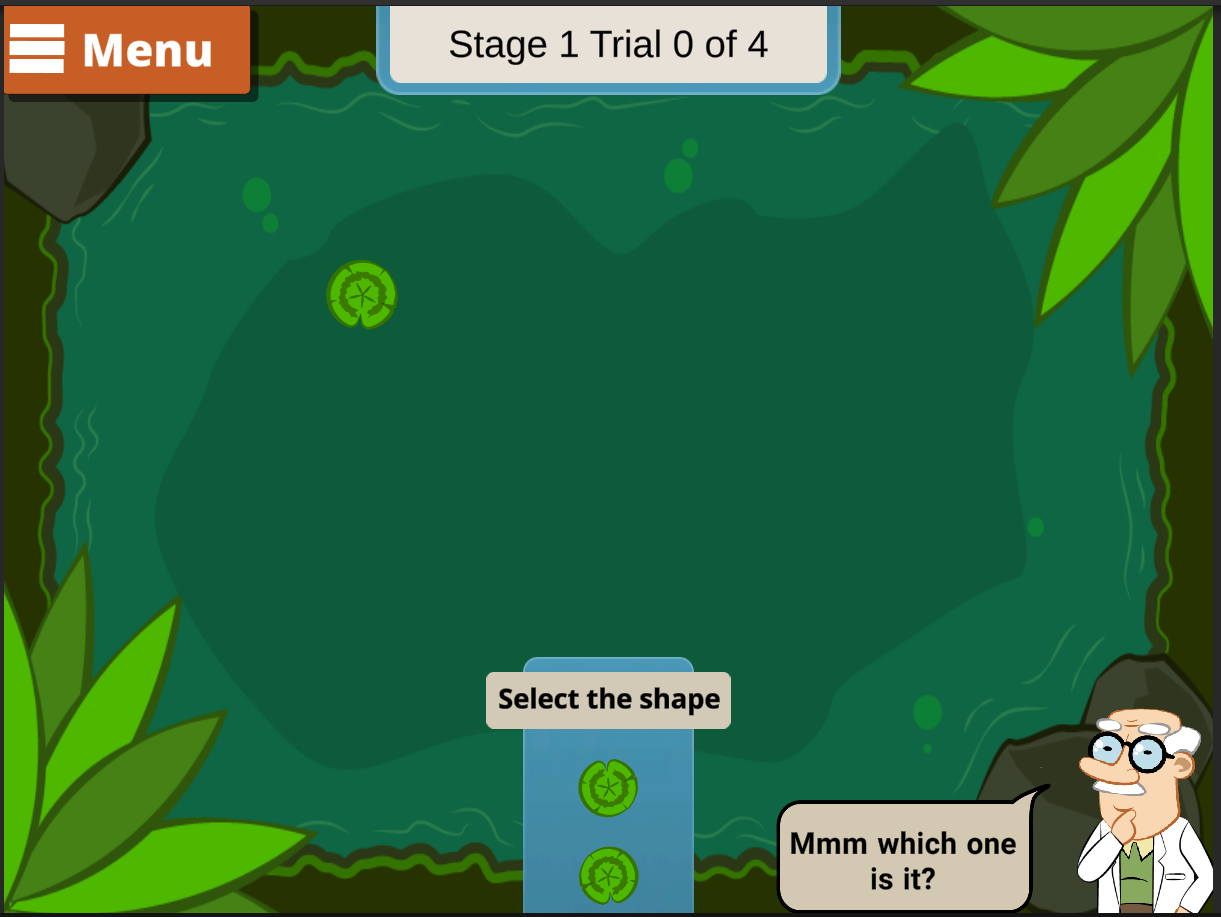 Menu
Stage 1 Trial 0 of 4
Select the shape
Mmm which one
is it?